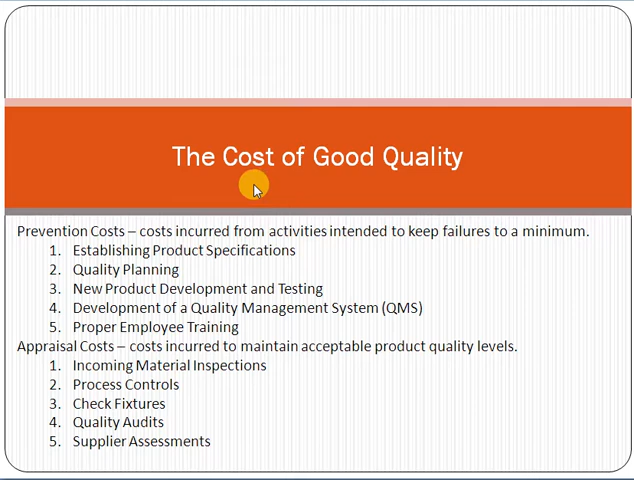 The Cost of Good Quality
Prevention Costs – costs incurred from activities intended to keep failures to a minimum.
1. Establishing Product Specifications
2. Quality Planning
3. New Product Development and Testing
4. Development of a Quality Management System (QMS)
5. Proper Employee Training
Appraisal Costs – costs incurred to maintain acceptable product quality levels.
1. Incoming Material Inspections
2. Process Controls
3. Check Fixtures
4. Quality Audits
5. Supplier Assessments